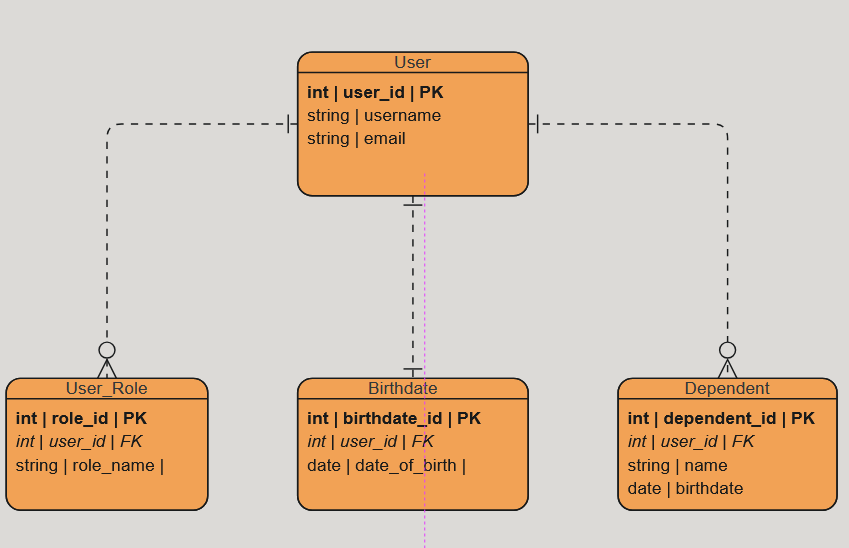 User
int | user_id | PK
string | username
string | email
User_Role
int | role_id | PK
int | user_id | FK
string | role_name |
Birthdate
int | birthdate_id | PK
int | user_id | FK
date | date_of_birth |
Dependent
int | dependent_id | PK
int | user_id | FK
string | name
date | birthdate